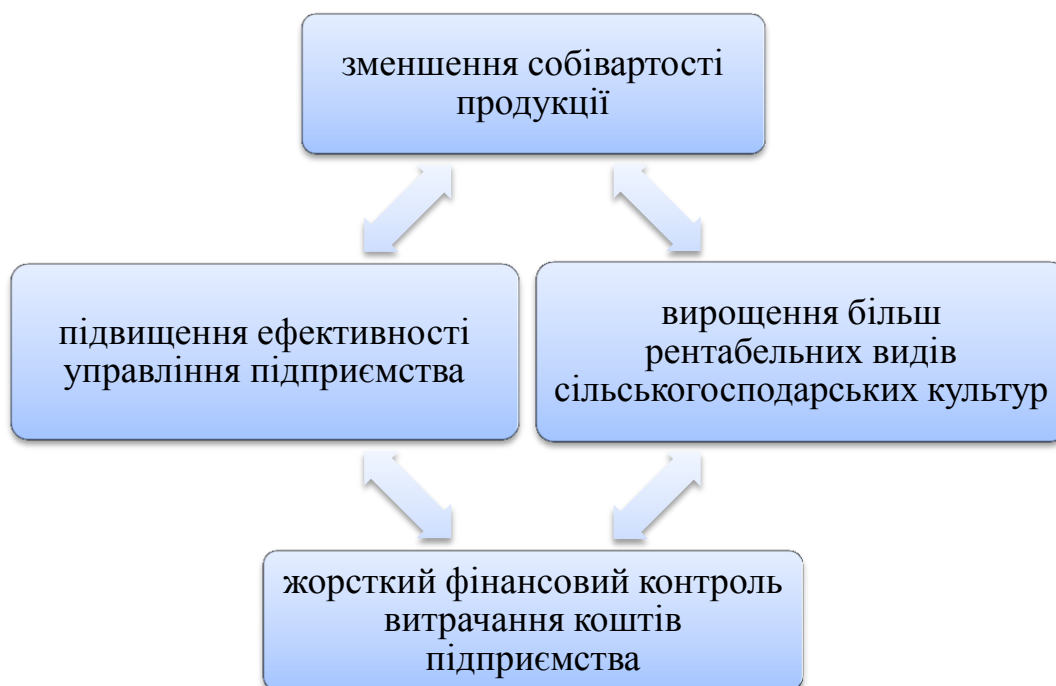 зменшення собівартості
продукції
підвищення ефективності
управління підприємства
вирощення більш
рентабельних видів
сільськогосподарських культур
жорсткий фінансовий контроль
витрачання коштів
підприємства